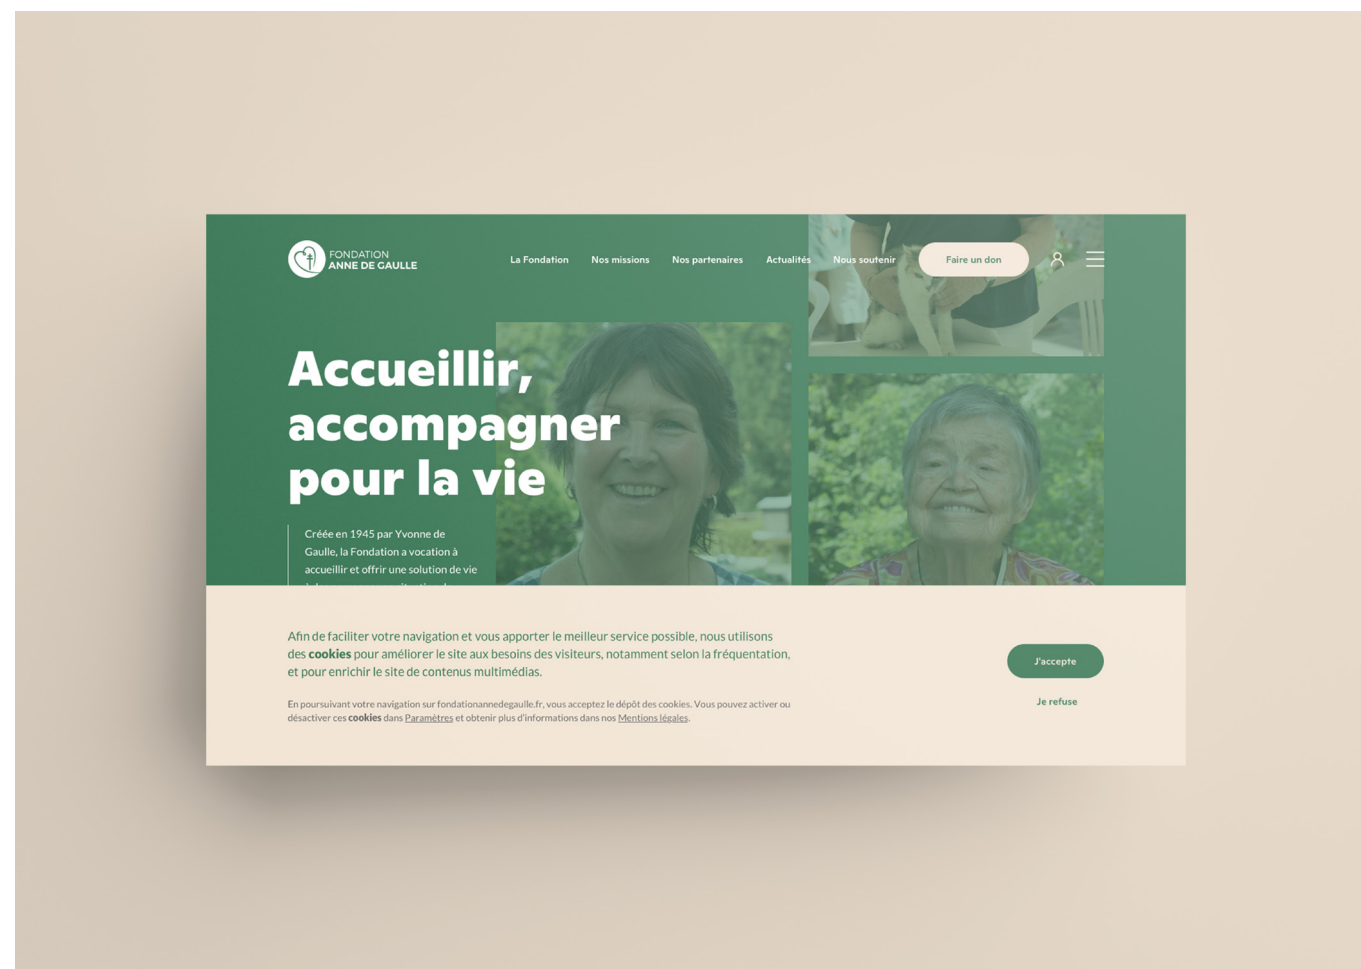 FONDATION
ANNE DE GAULLE
La Fondation Nos missions Nos partenaires Actualités Nous soutenir Faire un don
Accueillir,
accompagner
pour la vie
Créée en 1945 par Yvonne de
Gaulle, la Fondation a vocation à
accueillir et offrir une solution de vie
Afin de faciliter votre navigation et vous apporter le meilleur service possible, nous utilisons
des cookies pour améliorer le site aux besoins des visiteurs, notamment selon la fréquentation,
et pour enrichir le site de contenus multimédias.
En poursuivant votre navigation sur fondationannedegaulle.fr, vous acceptez le dépôt des cookies. Vous pouvez activer ou
désactiver ces cookies dans Paramètres et obtenir plus d'informations dans nos Mentions légales.
J'accepte
Je refuse